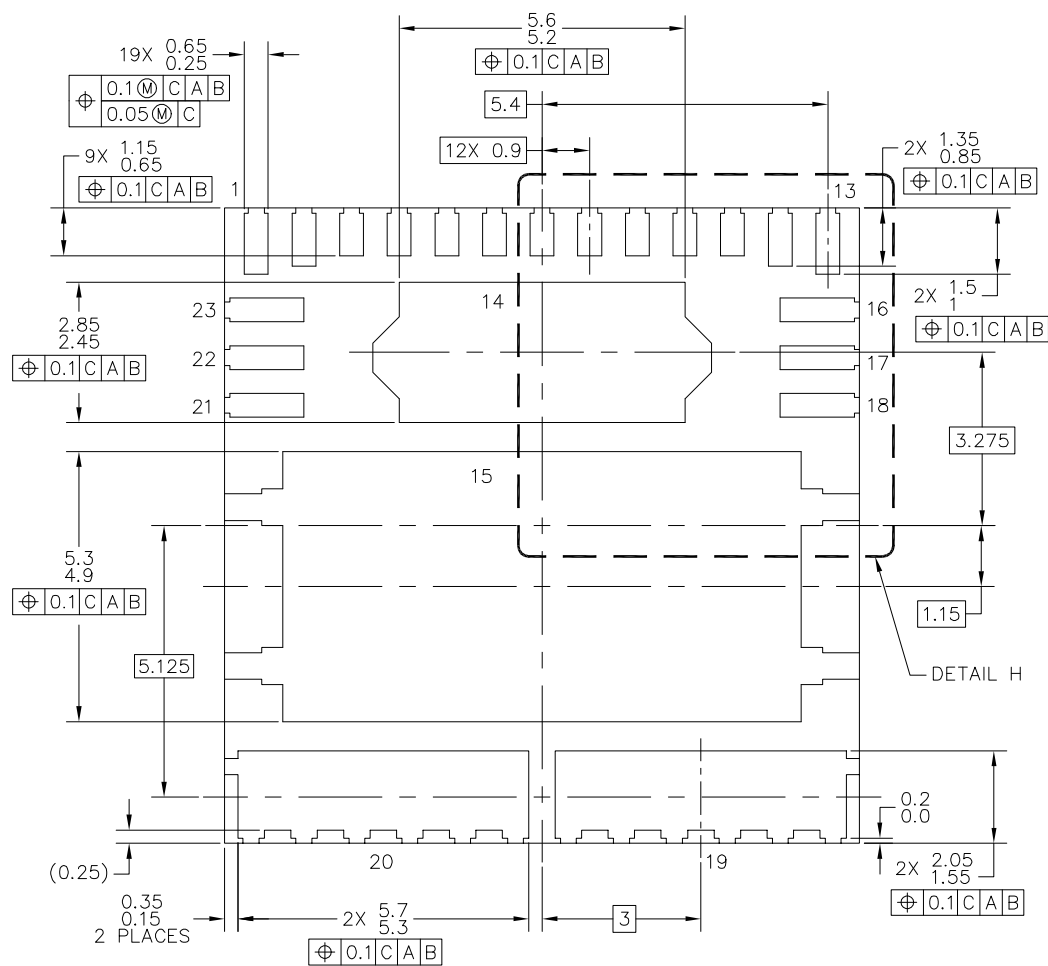 5.6
5.2
⌖ 0.1 C A B
19X 0.65
0.25
⌖ 0.1 Ⓜ C A B
0.05 Ⓜ C
5.4
12X 0.9
9X 1.15
0.65
⌖ 0.1 C A B
2X 1.35
0.85
⌖ 0.1 C A B
1
13
2X 1.5
1
⌖ 0.1 C A B
14
23
16
2.85
2.45
⌖ 0.1 C A B
22
17
21
18
3.275
15
5.3
4.9
⌖ 0.1 C A B
1.15
5.125
DETAIL H
0.2
0.0
(0.25)
20
19
2X 2.05
1.55
⌖ 0.1 C A B
0.35
0.15
2 PLACES
2X 5.7
5.3
⌖ 0.1 C A B
3